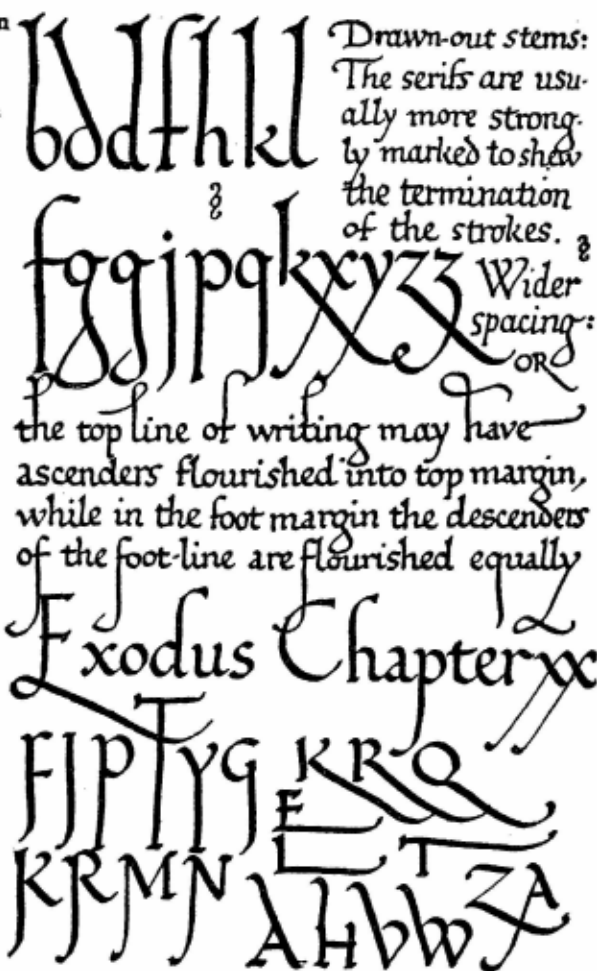 n
bddfhkl
Drawn-out stems:
The serifs are usu-
ally more strong-
ly marked to shew
the termination
of the strokes.
fggjpqkxyzz
Wider
spacing:
OR
the top line of writing may have
ascenders flourished into top margin,
while in the foot margin the descenders
of the foot-line are flourished equally
Exodus Chapter xx
FJPTYG KRQ
E
L T
KRMN
AHVW
ZA